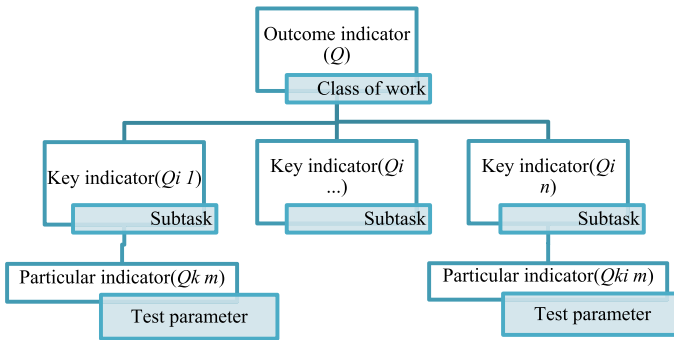 Outcome indicator
(Q)
Class of work
Key indicator(Qi 1)
Subtask
Key indicator(Qi
...)
Subtask
Key indicator(Qi
n)
Subtask
Particular indicator(Qk m)
Test parameter
Particular indicator(Qki m)
Test parameter